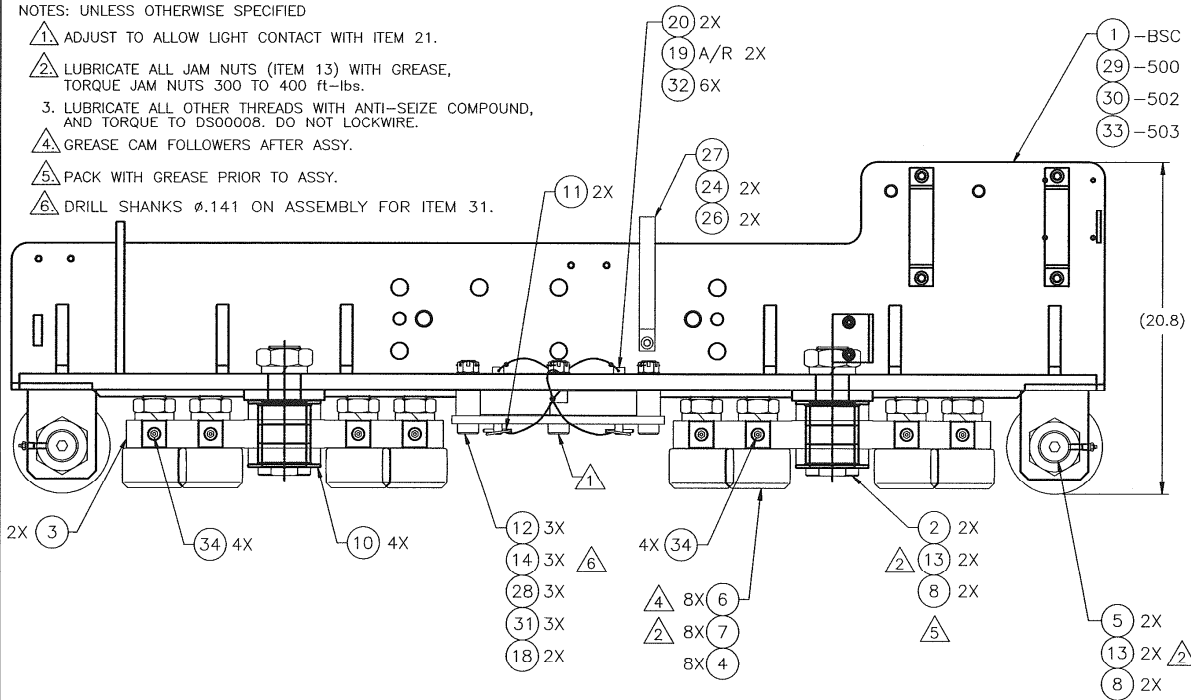 NOTES: UNLESS OTHERWISE SPECIFIED
1. ADJUST TO ALLOW LIGHT CONTACT WITH ITEM 21.
2. LUBRICATE ALL JAM NUTS (ITEM 13) WITH GREASE,
TORQUE JAM NUTS 300 TO 400 ft-lbs.
3. LUBRICATE ALL OTHER THREADS WITH ANTI-SEIZE COMPOUND,
AND TORQUE TO DS00008. DO NOT LOCKWIRE.
4. GREASE CAM FOLLOWERS AFTER ASSY.
5. PACK WITH GREASE PRIOR TO ASSY.
6. DRILL SHANKS ø.141 ON ASSEMBLY FOR ITEM 31.
20 2X
19 A/R 2X
32 6X
1 -BSC
29 -500
30 -502
33 -503
27
24 2X
26 2X
11 2X
(20.8)
1
2X 3
34 4X
10 4X
12 3X
14 3X 6
28 3X
31 3X
18 2X
4X 34
4 8X 6
2 8X 7
8X 4
2 2X
2 13 2X
8 2X
5
5 2X
13 2X 2
8 2X